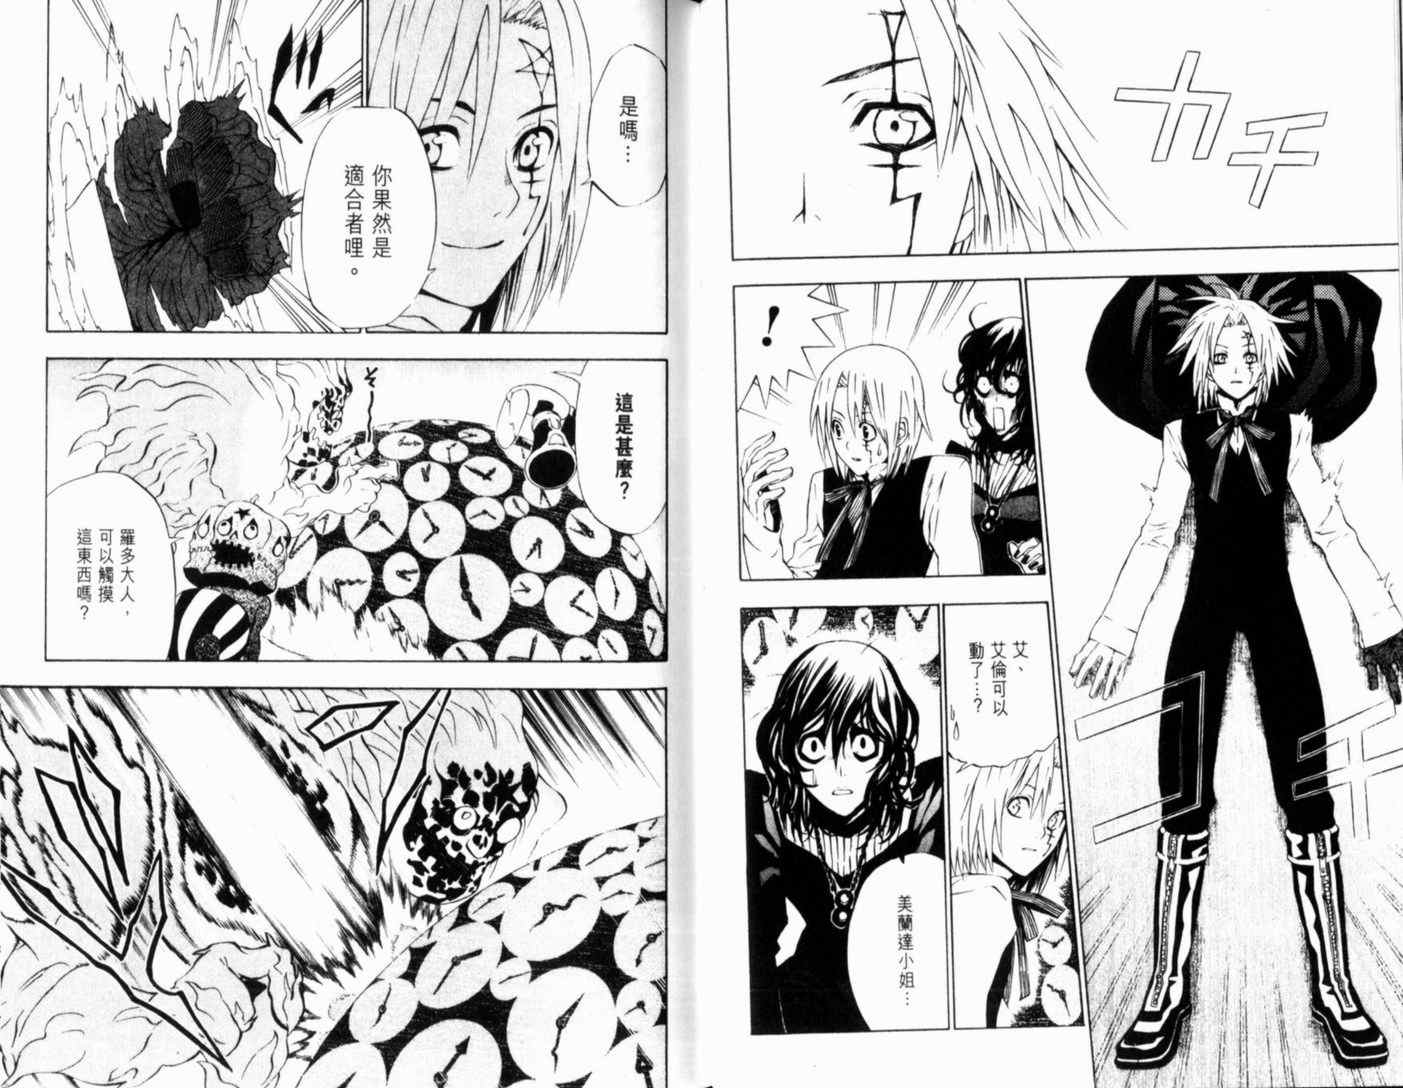 カチ
コチ
!
艾、
艾倫可以
動了…?
美蘭達小姐…
是嗎…
你果然是
適合者哩。
這是甚麼?
羅多大人,
可以觸摸
這東西嗎?